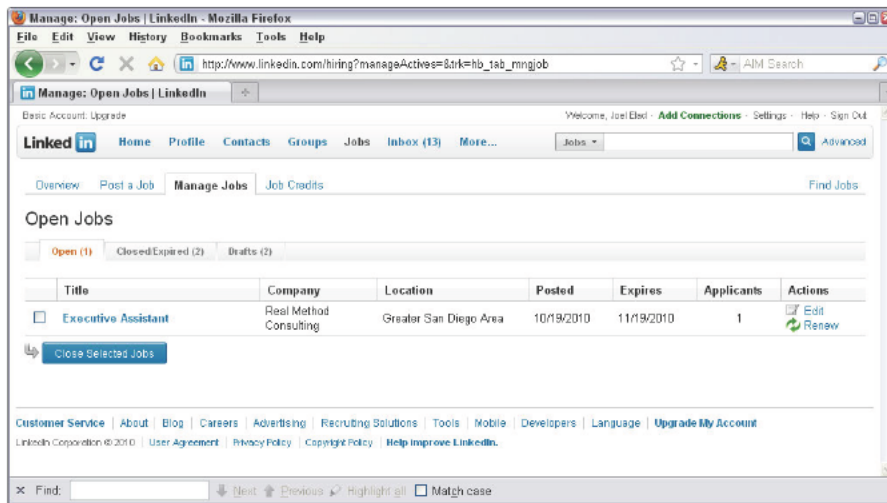 Manage: Open Jobs | LinkedIn - Mozilla Firefox
File Edit View History Bookmarks Tools Help
http://www.linkedin.com/hiring?manageActives=&trk=hb_tab_mngjob AIM Search
Manage: Open Jobs | LinkedIn
Basic Account: Upgrade Welcome, Joel Elad · Add Connections · Settings · Help · Sign Out
Linked in Home Profile Contacts Groups Jobs Inbox (13) More... Jobs Advanced
Overview Post a Job Manage Jobs Job Credits Find Jobs
Open Jobs
Open (1) Closed/Expired (2) Drafts (2)
Title Company Location Posted Expires Applicants Actions
Executive Assistant Real Method Consulting Greater San Diego Area 10/19/2010 11/19/2010 1 Edit Renew
Close Selected Jobs
Customer Service | About | Blog | Careers | Advertising | Recruiting Solutions | Tools | Mobile | Developers | Language | Upgrade My Account
LinkedIn Corporation © 2010 | User Agreement | Privacy Policy | Copyright Policy | Help improve LinkedIn.
Find: Next Previous Highlight all Match case